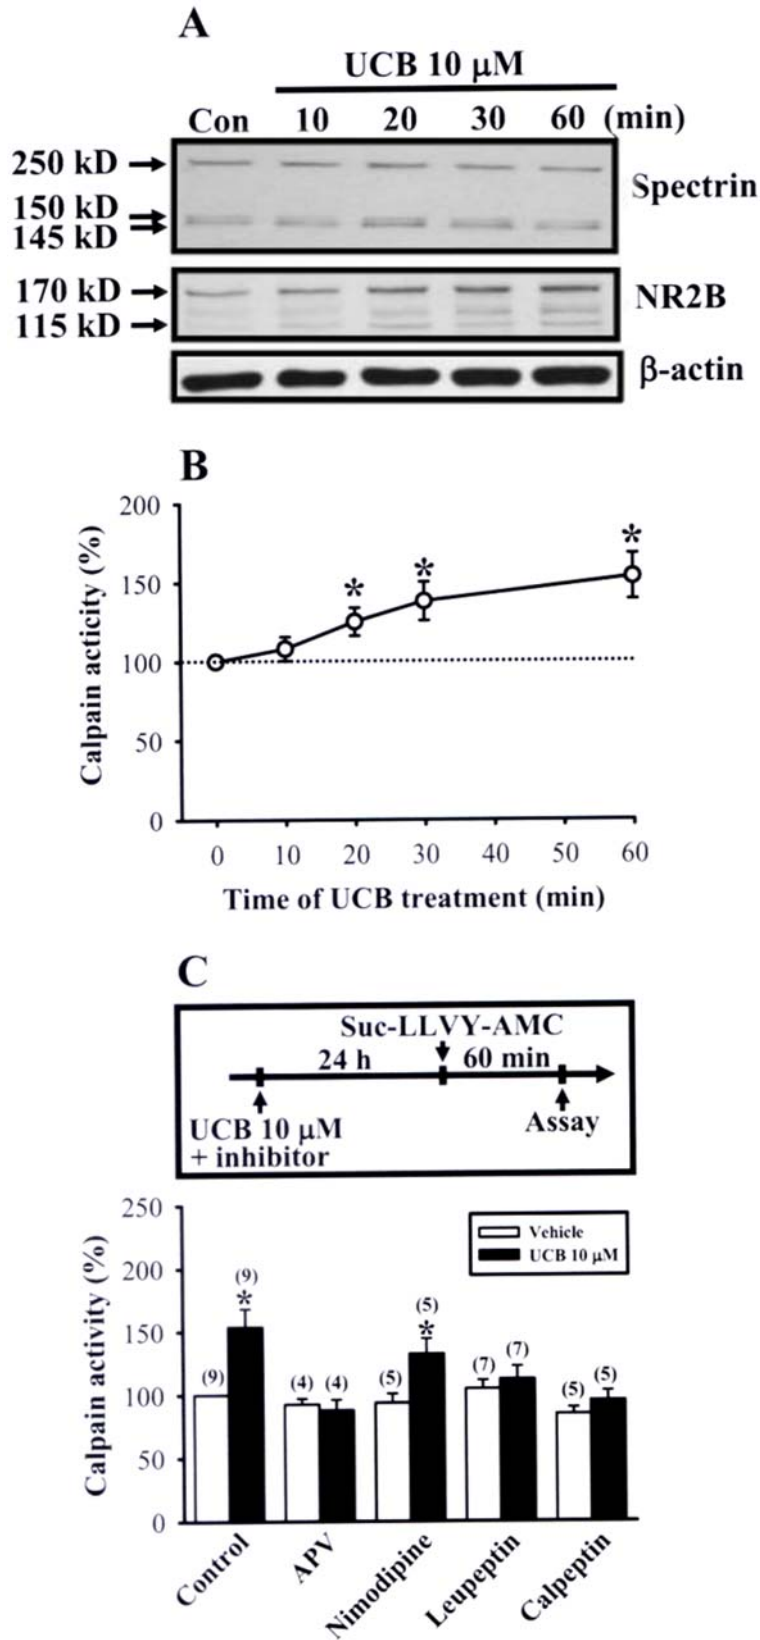 A
UCB 10 μM
Con 10 20 30 60 (min)
250 kD
150 kD
145 kD
Spectrin
170 kD
115 kD
NR2B
β-actin
B
200
150
100
50
0
Calpain acticity (%)
0 10 20 30 40 50 60
Time of UCB treatment (min)
* * *
C
Suc-LLVY-AMC
24 h 60 min
UCB 10 μM
+ inhibitor
Assay
250
200
150
100
50
0
Calpain activity (%)
Vehicle
UCB 10 μM
(9) (9) (4) (4) (5) (5) (7) (7) (5) (5)
* *
Control APV Nimodipine Leupeptin Calpeptin